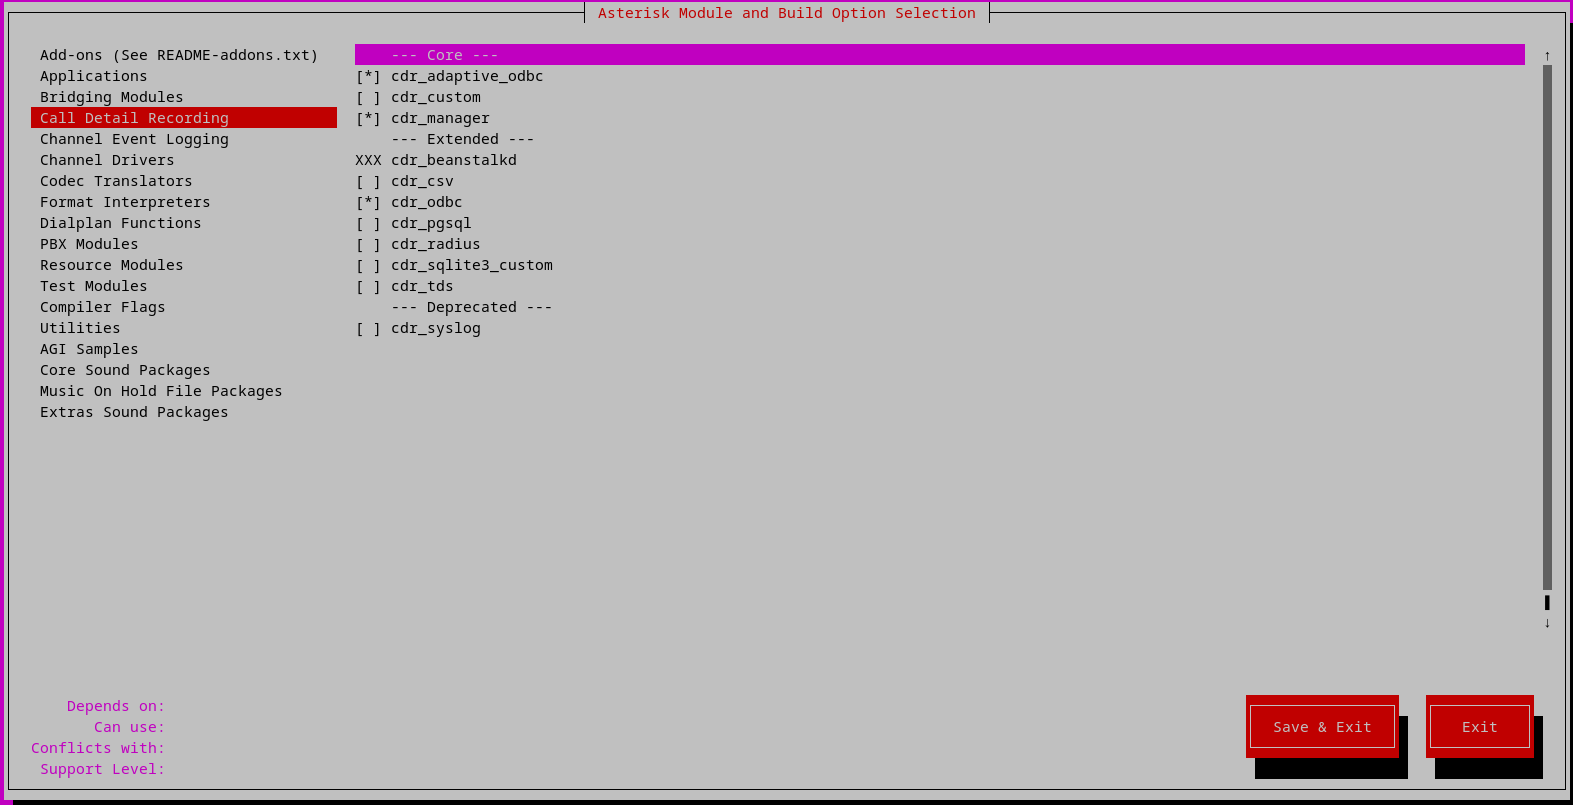 Asterisk Module and Build Option Selection
Add-ons (See README-addons.txt)
Applications
Bridging Modules
Call Detail Recording
Channel Event Logging
Channel Drivers
Codec Translators
Format Interpreters
Dialplan Functions
PBX Modules
Resource Modules
Test Modules
Compiler Flags
Utilities
AGI Samples
Core Sound Packages
Music On Hold File Packages
Extras Sound Packages
--- Core ---
[*] cdr_adaptive_odbc
[ ] cdr_custom
[*] cdr_manager
--- Extended ---
XXX cdr_beanstalkd
[ ] cdr_csv
[*] cdr_odbc
[ ] cdr_pgsql
[ ] cdr_radius
[ ] cdr_sqlite3_custom
[ ] cdr_tds
--- Deprecated ---
[ ] cdr_syslog
↑
↓
Depends on:
Can use:
Conflicts with:
Support Level:
Save & Exit
Exit